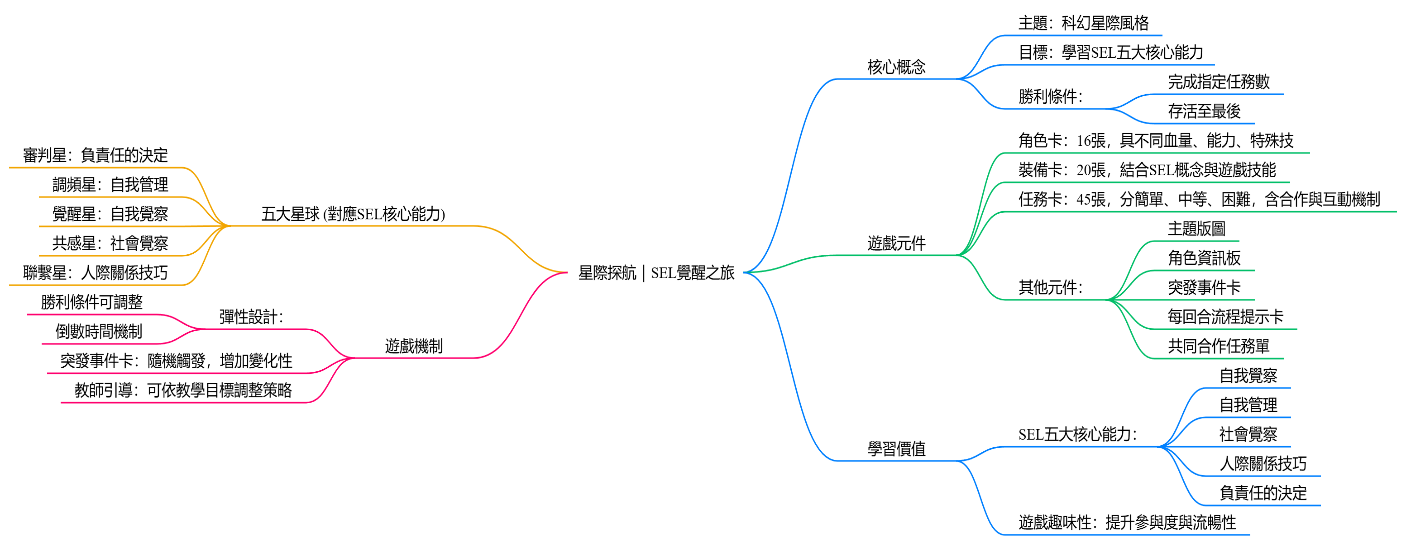 星際探航｜SEL覺醒之旅
核心概念
主題：科幻星際風格
目標：學習SEL五大核心能力
勝利條件：
完成指定任務數
存活至最後
遊戲元件
角色卡：16張，具不同血量、能力、特殊技
裝備卡：20張，結合SEL概念與遊戲技能
任務卡：45張，分簡單、中等、困難，含合作與互動機制
其他元件：
主題版圖
角色資訊板
突發事件卡
每回合流程提示卡
共同合作任務單
學習價值
SEL五大核心能力：
自我覺察
自我管理
社會覺察
人際關係技巧
負責任的決定
遊戲趣味性：提升參與度與流暢性
五大星球 (對應SEL核心能力)
審判星：負責任的決定
調頻星：自我管理
覺醒星：自我覺察
共感星：社會覺察
聯繫星：人際關係技巧
遊戲機制
彈性設計：
勝利條件可調整
倒數時間機制
突發事件卡：隨機觸發，增加變化性
教師引導：可依教學目標調整策略